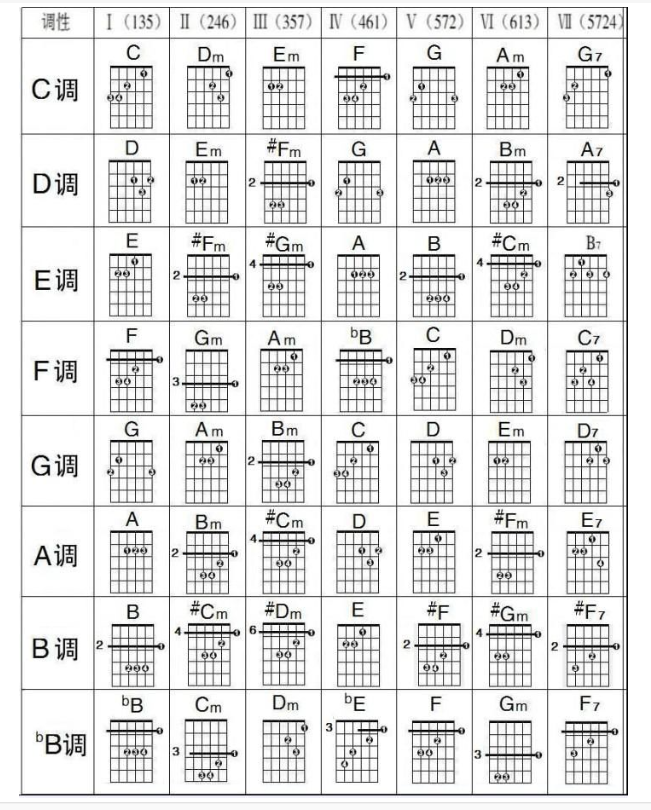 调性 I（135） II（246） III（357） IV（461） V（572） VI（613） VII（5724）
C调 C Dm Em F G Am G7
D调 D Em #Fm G A Bm A7
2 2 2
E调 E #Fm #Gm A B #Cm B7
2 4 2 4
F调 F Gm Am bB C Dm C7
3
G调 G Am Bm C D Em D7
2
A调 A Bm #Cm D E #Fm E7
2 4 2
B调 B #Cm #Dm E #F #Gm #F7
2 4 6 2 4 2
bB调 bB Cm Dm bE F Gm F7
3 3 3